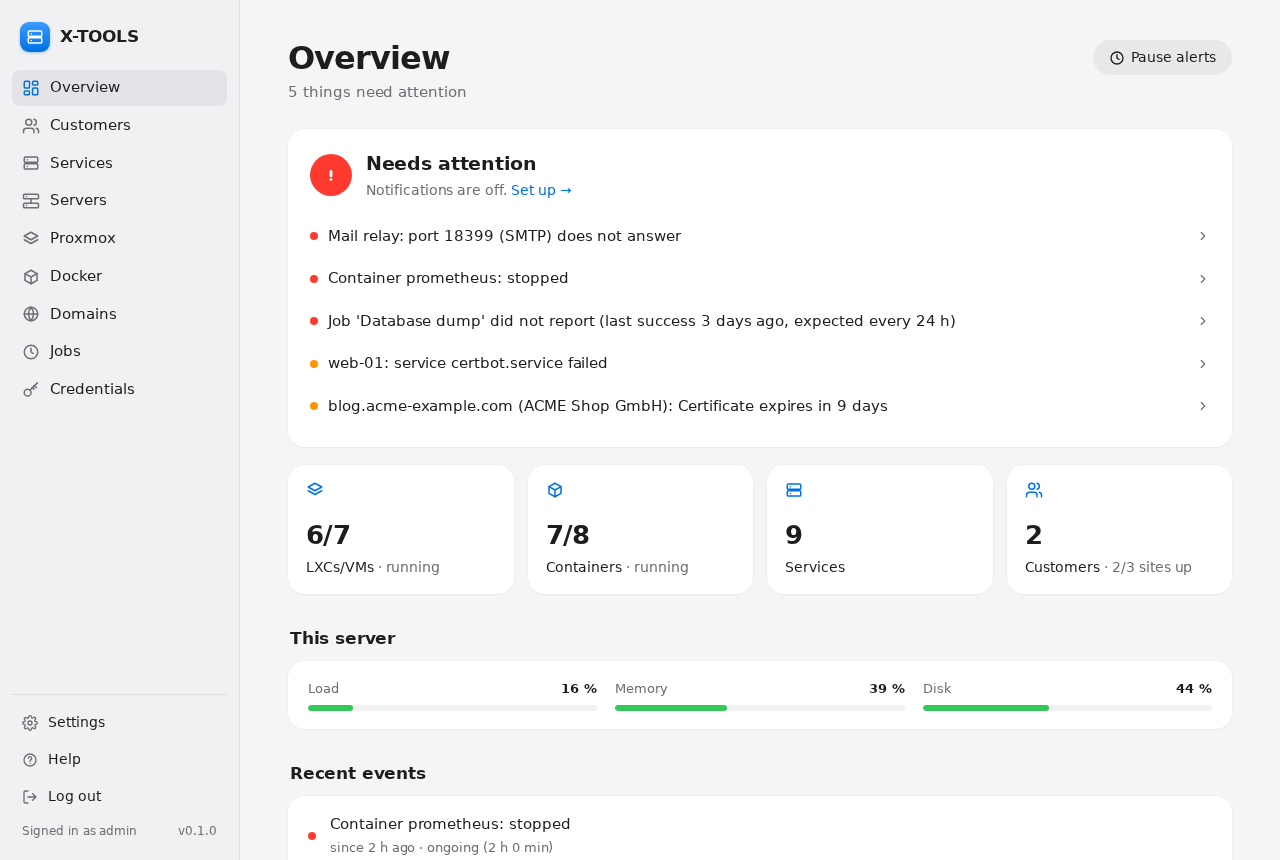 X-TOOLS
Overview
Customers
Services
Servers
Proxmox
Docker
Domains
Jobs
Credentials
Settings
Help
Log out
Signed in as admin v0.1.0
Overview
5 things need attention
Pause alerts
Needs attention
Notifications are off. Set up →
Mail relay: port 18399 (SMTP) does not answer
Container prometheus: stopped
Job 'Database dump' did not report (last success 3 days ago, expected every 24 h)
web-01: service certbot.service failed
blog.acme-example.com (ACME Shop GmbH): Certificate expires in 9 days
6/7
LXCs/VMs · running
7/8
Containers · running
9
Services
2
Customers · 2/3 sites up
This server
Load 16 %
Memory 39 %
Disk 44 %
Recent events
Container prometheus: stopped
since 2 h ago · ongoing (2 h 0 min)